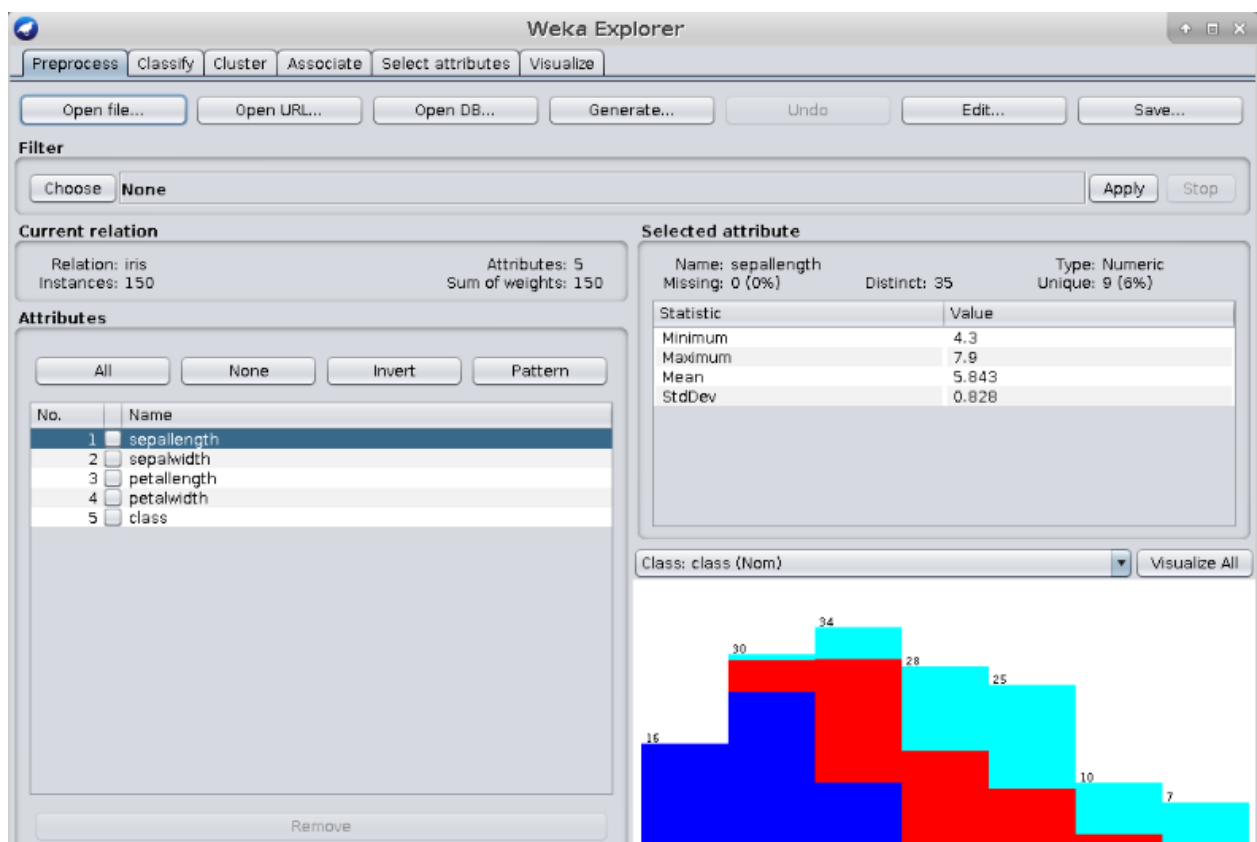 Weka Explorer
Preprocess Classify Cluster Associate Select attributes Visualize
Open file... Open URL... Open DB... Generate... Undo Edit... Save...
Filter
Choose None Apply Stop
Current relation
Relation: iris Attributes: 5
Instances: 150 Sum of weights: 150
Attributes
All None Invert Pattern
No. Name
1 sepallength
2 sepalwidth
3 petallength
4 petalwidth
5 class
Remove
Selected attribute
Name: sepallength Type: Numeric
Missing: 0 (0%) Distinct: 35 Unique: 9 (6%)
Statistic Value
Minimum 4.3
Maximum 7.9
Mean 5.843
StdDev 0.828
Class: class (Nom) Visualize All
16 30 34 28 25 10 7